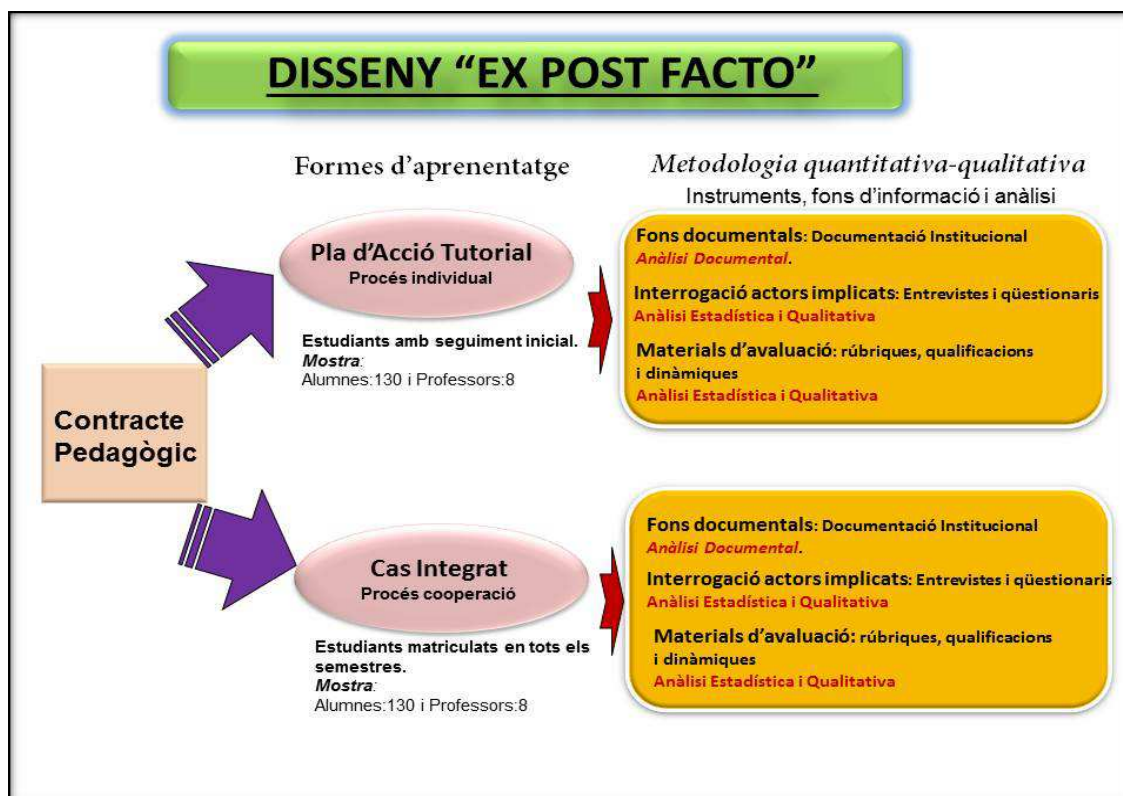 DISSENY “EX POST FACTO”
Formes d’aprenentatge
Metodologia quantitativa-qualitativa
Instruments, fons d’informació i anàlisi
Contracte
Pedagògic
Pla d’Acció Tutorial
Procés individual
Estudiants amb seguiment inicial.
Mostra:
Alumnes:130 i Professors:8
Fons documentals: Documentació Institucional
Anàlisi Documental.
Interrogació actors implicats: Entrevistes i qüestionaris
Anàlisi Estadística i Qualitativa
Materials d’avaluació: rúbriques, qualificacions
i dinàmiques
Anàlisi Estadística i Qualitativa
Cas Integrat
Procés cooperació
Estudiants matriculats en tots els
semestres.
Mostra:
Alumnes:130 i Professors:8
Fons documentals: Documentació Institucional
Anàlisi Documental.
Interrogació actors implicats: Entrevistes i qüestionaris
Anàlisi Estadística i Qualitativa
Materials d’avaluació: rúbriques, qualificacions
i dinàmiques
Anàlisi Estadística i Qualitativa